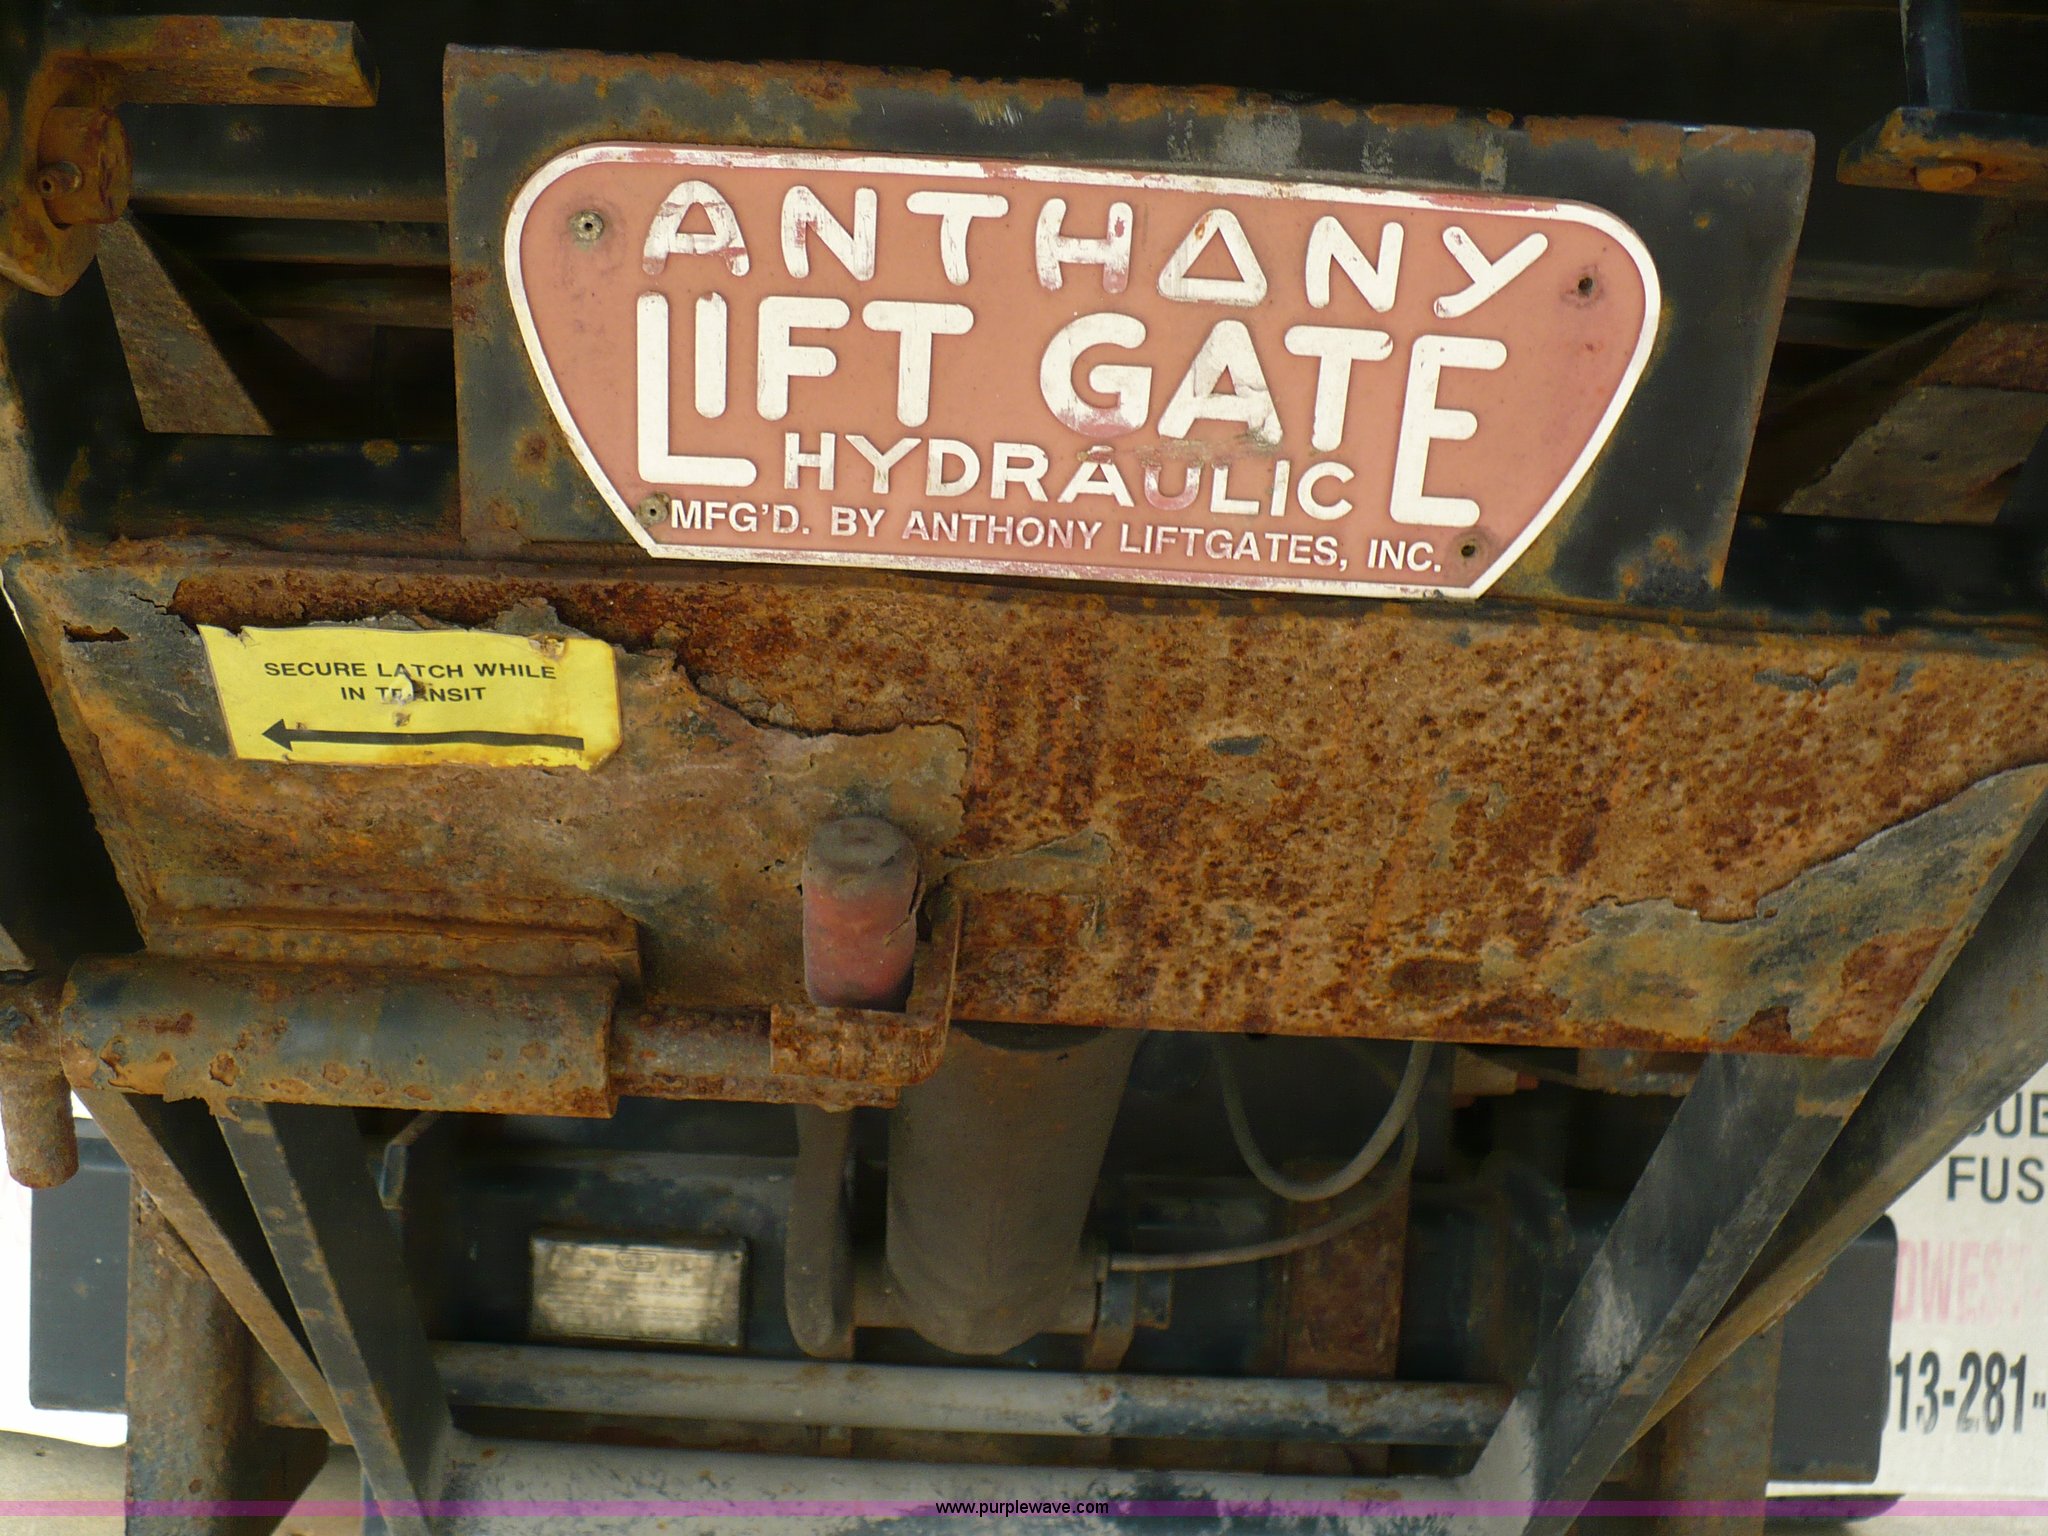 ANTHONY
LIFT GATE
HYDRAULIC
MFG'D. BY ANTHONY LIFTGATES, INC.
SECURE LATCH WHILE
IN TRANSIT
FUS
13-281-
www.purplewave.com